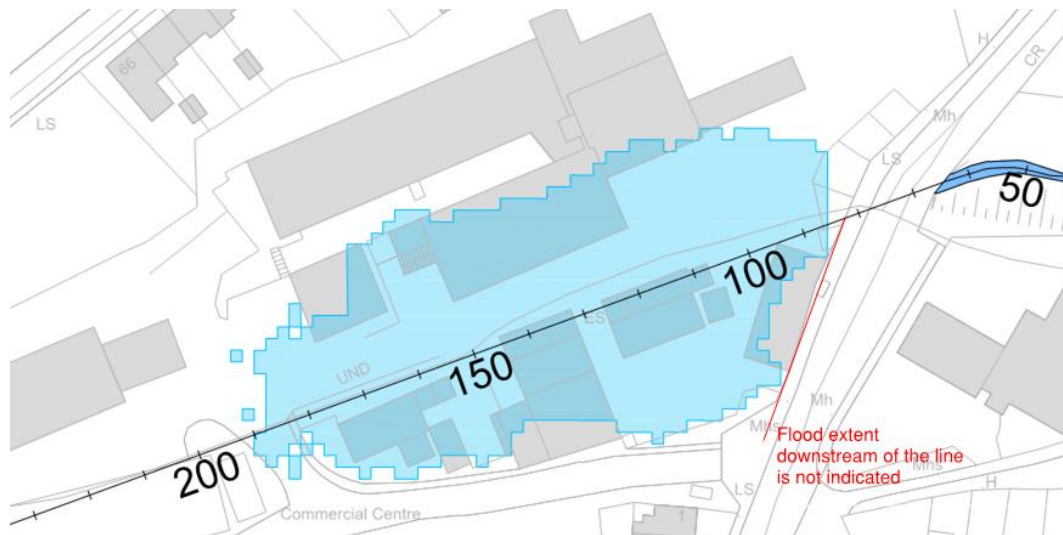 66
H
CR
LS
Mh
LS
50
100
ES
150
UND
200
Mh
Mhs
Flood extent
downstream of the line
is not indicated
Mhs
H
LS
Commercial Centre
1